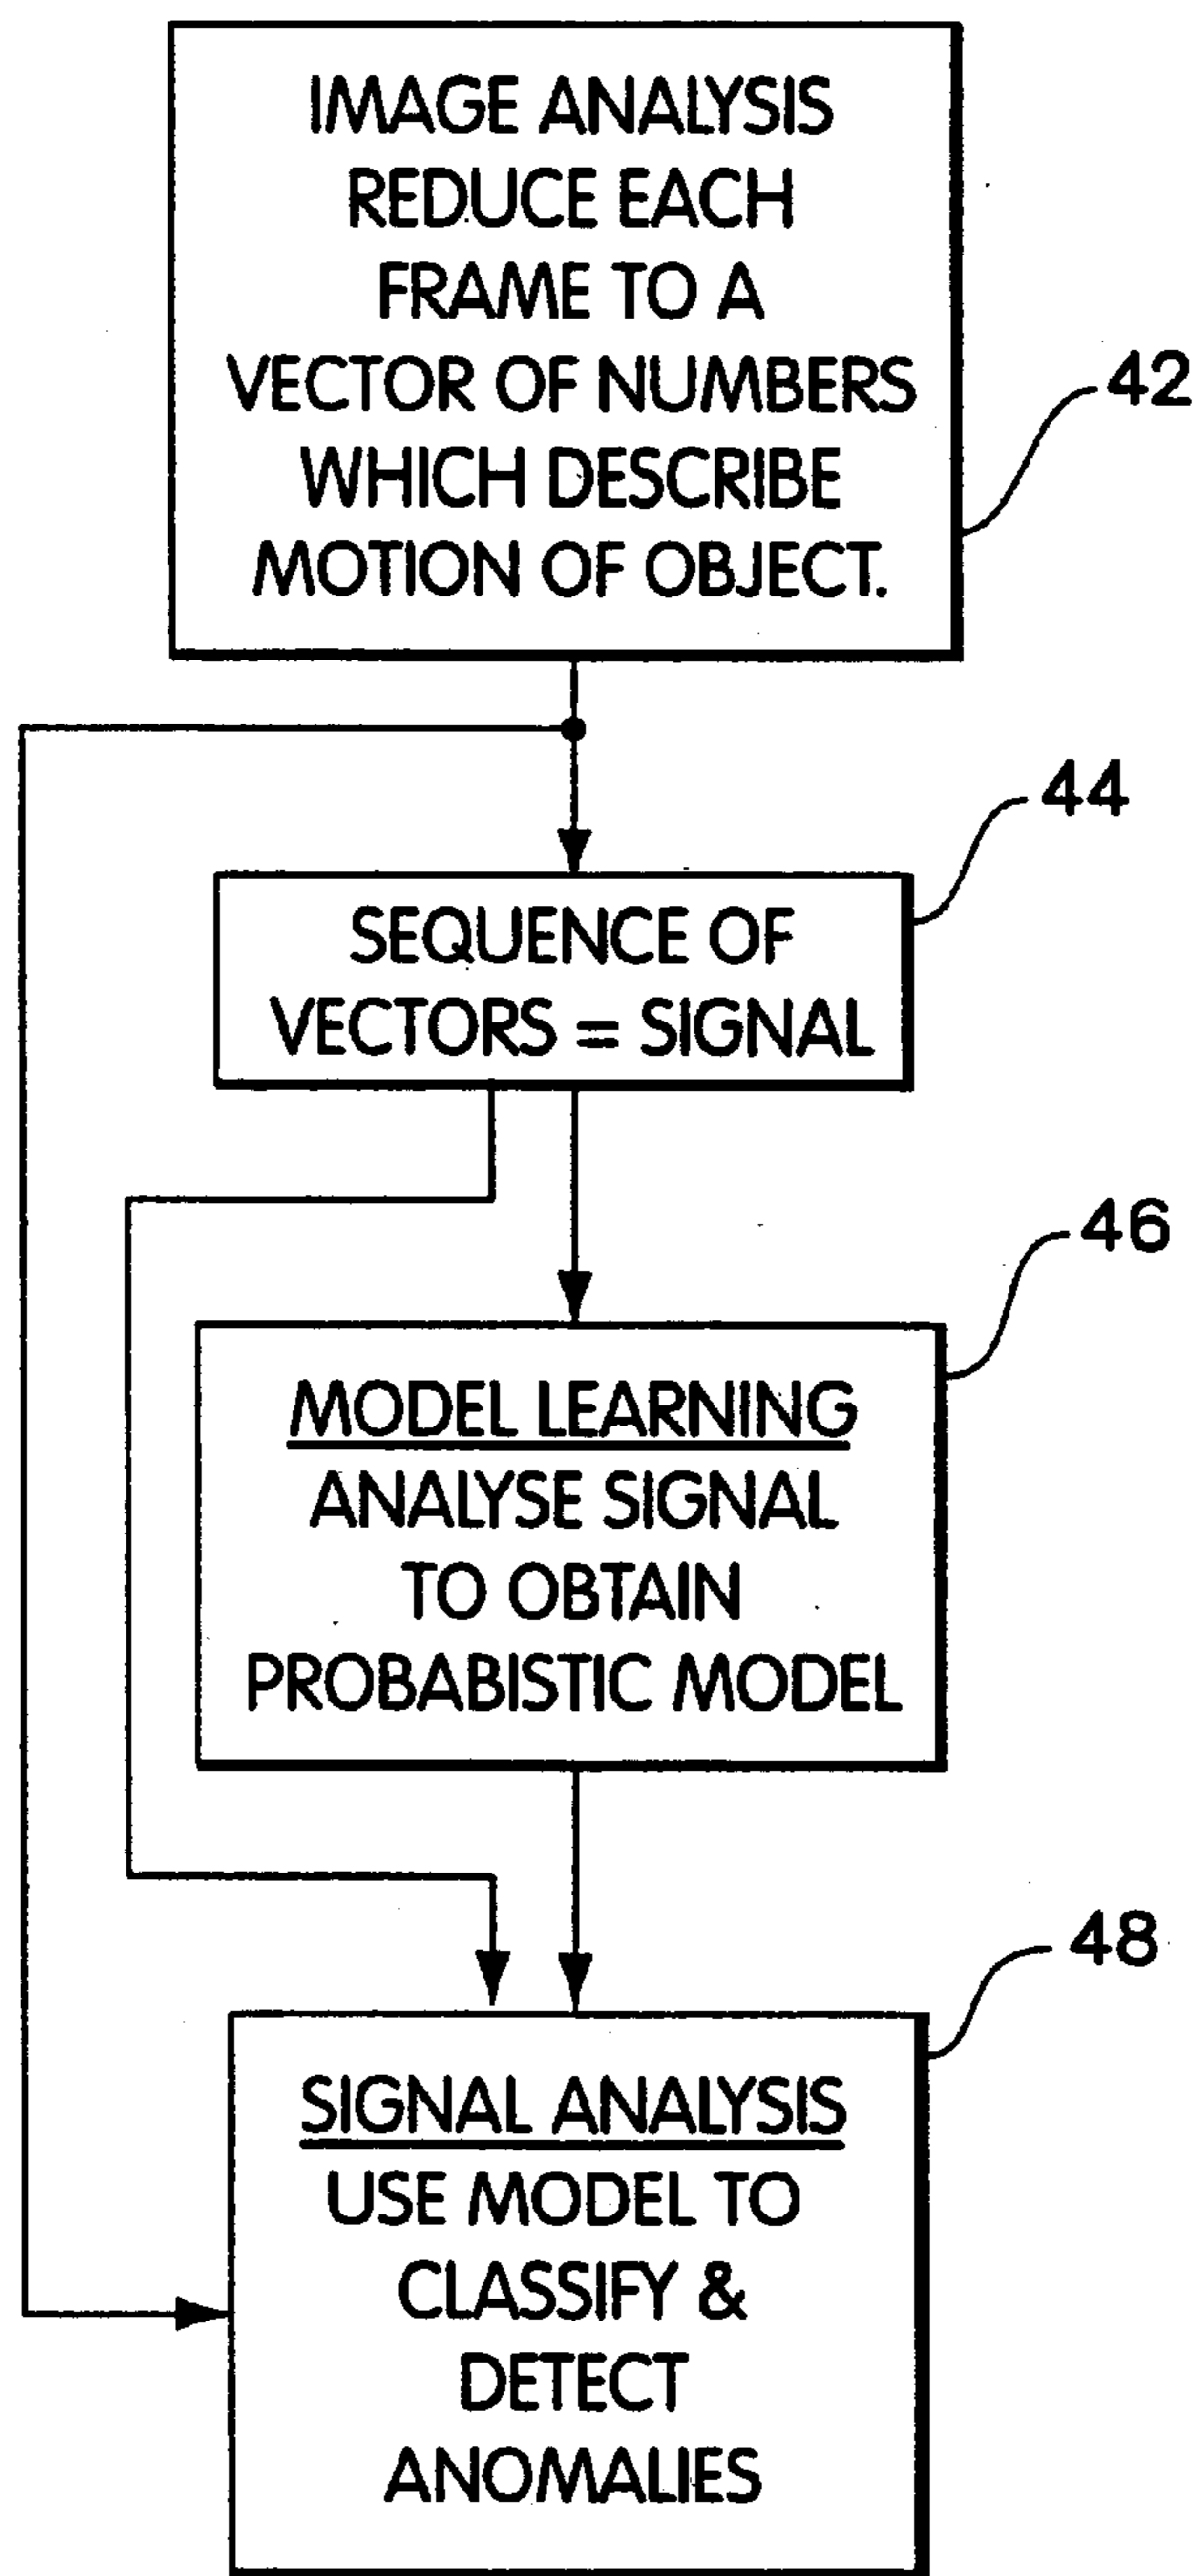 IMAGE ANALYSIS
REDUCE EACH
FRAME TO A
VECTOR OF NUMBERS
WHICH DESCRIBE
MOTION OF OBJECT.
42
SEQUENCE OF
VECTORS = SIGNAL
44
MODEL LEARNING
ANALYSE SIGNAL
TO OBTAIN
PROBABISTIC MODEL
46
SIGNAL ANALYSIS
USE MODEL TO
CLASSIFY &
DETECT
ANOMALIES
48